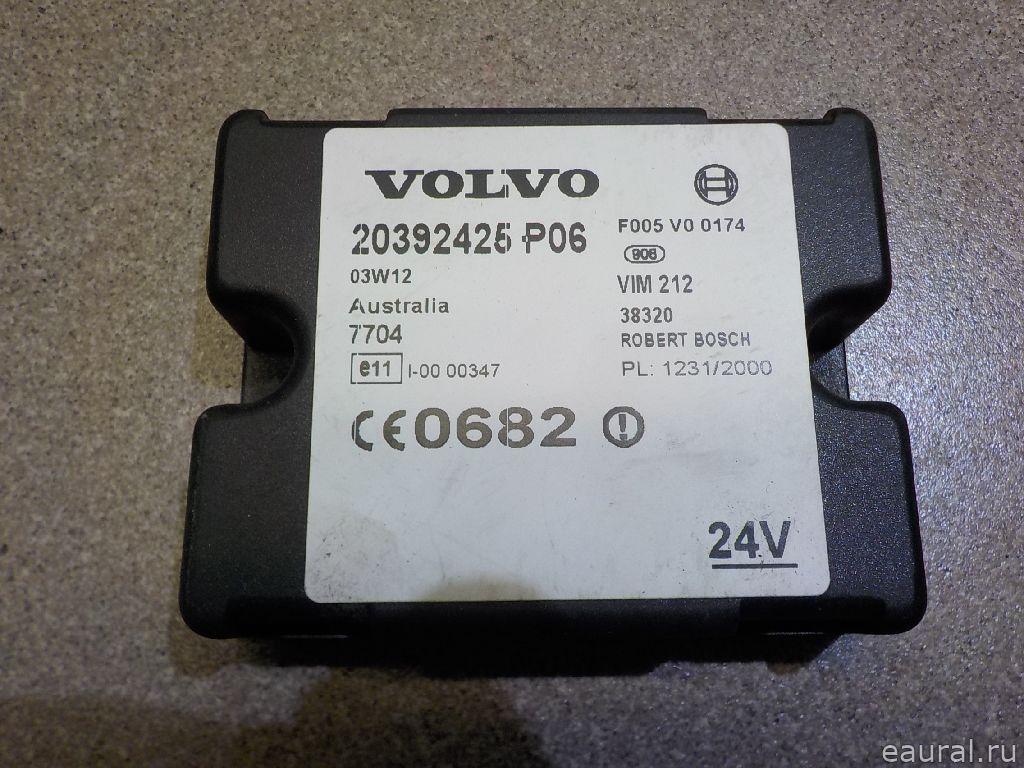 VOLVO
20392425 P06
03W12
Australia
7704
e11 I-00 00347
CE0682
F005 V0 0174
906
VIM 212
38320
ROBERT BOSCH
PL: 1231/2000
24V
eaural.ru